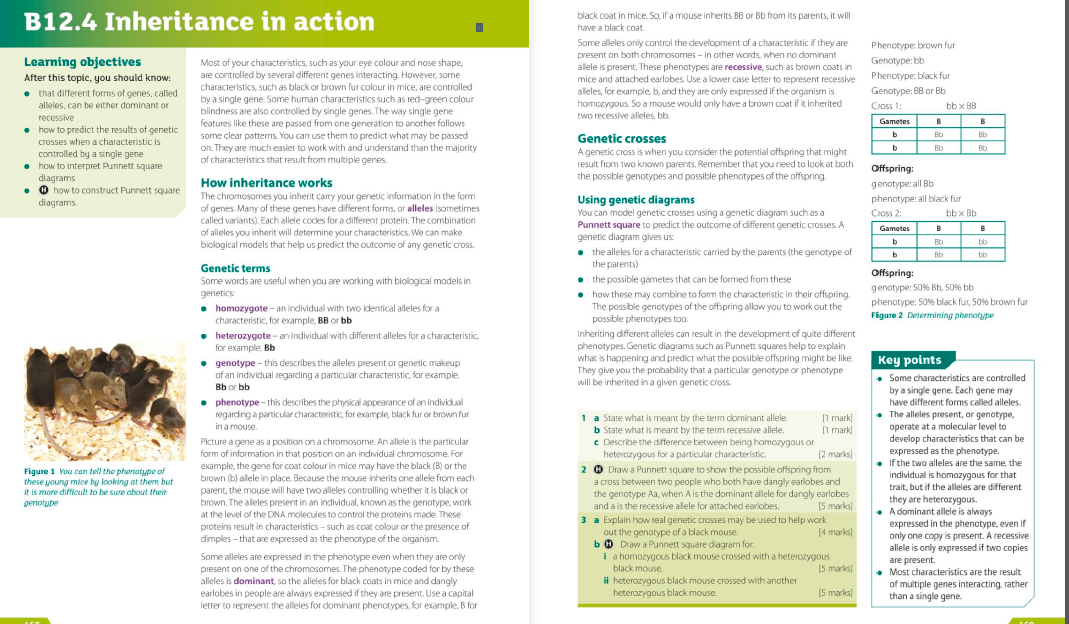 B12.4 Inheritance in action
Learning objectives
After this topic, you should know:
● that different forms of genes, called
alleles, can be either dominant or
recessive
● how to predict the results of genetic
crosses when a characteristic is
controlled by a single gene
● how to interpret Punnett square
diagrams
● H how to construct Punnett square
diagrams.
Figure 1 You can tell the phenotype of
these young mice by looking at them but
it is more difficult to be sure about their
genotype
Most of your characteristics, such as your eye colour and nose shape,
are controlled by several different genes interacting. However, some
characteristics, such as black or brown fur colour in mice, are controlled
by a single gene. Some human characteristics such as red–green colour
blindness are also controlled by single genes. The way single gene
features like these are passed from one generation to another follows
some clear patterns. You can use them to predict what may be passed
on. They are much easier to work with and understand than the majority
of characteristics that result from multiple genes.
How inheritance works
The chromosomes you inherit carry your genetic information in the form
of genes. Many of these genes have different forms, or alleles (sometimes
called variants). Each allele codes for a different protein. The combination
of alleles you inherit will determine your characteristics. We can make
biological models that help us predict the outcome of any genetic cross.
Genetic terms
Some words are useful when you are working with biological models in
genetics:
● homozygote – an individual with two identical alleles for a
characteristic, for example, BB or bb
● heterozygote – an individual with different alleles for a characteristic,
for example, Bb
● genotype – this describes the alleles present or genetic makeup
of an individual regarding a particular characteristic, for example,
Bb or bb
● phenotype – this describes the physical appearance of an individual
regarding a particular characteristic, for example, black fur or brown fur
in a mouse.
Picture a gene as a position on a chromosome. An allele is the particular
form of information in that position on an individual chromosome. For
example, the gene for coat colour in mice may have the black (B) or the
brown (b) allele in place. Because the mouse inherits one allele from each
parent, the mouse will have two alleles controlling whether it is black or
brown. The alleles present in an individual, known as the genotype, work
at the level of the DNA molecules to control the proteins made. These
proteins result in characteristics – such as coat colour or the presence of
dimples – that are expressed as the phenotype of the organism.
Some alleles are expressed in the phenotype even when they are only
present on one of the chromosomes. The phenotype coded for by these
alleles is dominant, so the alleles for black coats in mice and dangly
earlobes in people are always expressed if they are present. Use a capital
letter to represent the alleles for dominant phenotypes, for example, B for
black coat in mice. So, if a mouse inherits BB or Bb from its parents, it will
have a black coat.
Some alleles only control the development of a characteristic if they are
present on both chromosomes – in other words, when no dominant
allele is present. These phenotypes are recessive, such as brown coats in
mice and attached earlobes. Use a lower case letter to represent recessive
alleles, for example, b, and they are only expressed if the organism is
homozygous. So a mouse would only have a brown coat if it inherited
two recessive alleles, bb.
Genetic crosses
A genetic cross is when you consider the potential offspring that might
result from two known parents. Remember that you need to look at both
the possible genotypes and possible phenotypes of the offspring.
Using genetic diagrams
You can model genetic crosses using a genetic diagram such as a
Punnett square to predict the outcome of different genetic crosses. A
genetic diagram gives us:
● the alleles for a characteristic carried by the parents (the genotype of
the parents)
● the possible gametes that can be formed from these
● how these may combine to form the characteristic in their offspring.
The possible genotypes of the offspring allow you to work out the
possible phenotypes too.
Inheriting different alleles can result in the development of quite different
phenotypes. Genetic diagrams such as Punnett squares help to explain
what is happening and predict what the possible offspring might be like.
They give you the probability that a particular genotype or phenotype
will be inherited in a given genetic cross.
1 a State what is meant by the term dominant allele. [1 mark]
b State what is meant by the term recessive allele. [1 mark]
c Describe the difference between being homozygous or
heterozygous for a particular characteristic. [2 marks]
2 H Draw a Punnett square to show the possible offspring from
a cross between two people who both have dangly earlobes and
the genotype Aa, when A is the dominant allele for dangly earlobes
and a is the recessive allele for attached earlobes. [5 marks]
3 a Explain how real genetic crosses may be used to help work
out the genotype of a black mouse. [4 marks]
b H Draw a Punnett square diagram for:
i a homozygous black mouse crossed with a heterozygous
black mouse. [5 marks]
ii heterozygous black mouse crossed with another
heterozygous black mouse. [5 marks]
Phenotype: brown fur
Genotype: bb
Phenotype: black fur
Genotype: BB or Bb
Cross 1: bb × BB
Gametes B B
b Bb Bb
b Bb Bb
Offspring:
genotype: all Bb
phenotype: all black fur
Cross 2: bb × Bb
Gametes B B
b Bb bb
b Bb bb
Offspring:
genotype: 50% Bb, 50% bb
phenotype: 50% black fur, 50% brown fur
Figure 2 Determining phenotype
Key points
● Some characteristics are controlled
by a single gene. Each gene may
have different forms called alleles.
● The alleles present, or genotype,
operate at a molecular level to
develop characteristics that can be
expressed as the phenotype.
● If the two alleles are the same, the
individual is homozygous for that
trait, but if the alleles are different
they are heterozygous.
● A dominant allele is always
expressed in the phenotype, even if
only one copy is present. A recessive
allele is only expressed if two copies
are present.
● Most characteristics are the result
of multiple genes interacting, rather
than a single gene.